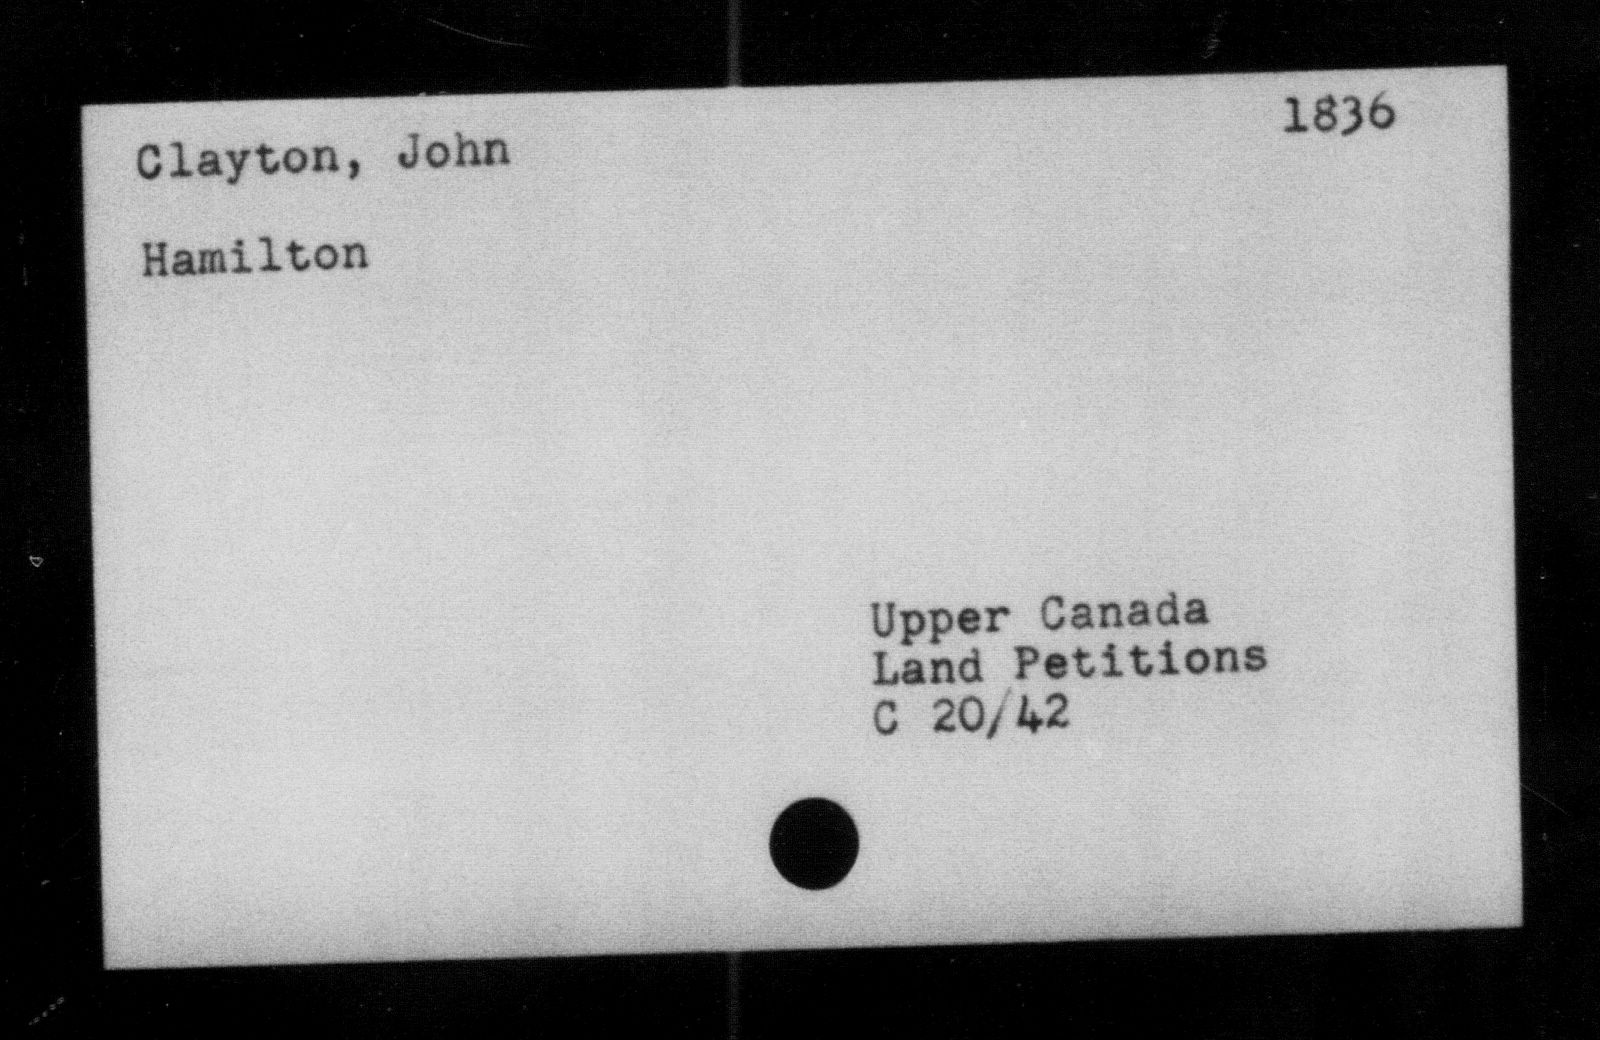 Clayton, John
1836
Hamilton
Upper Canada
Land Petitions
C 20/42